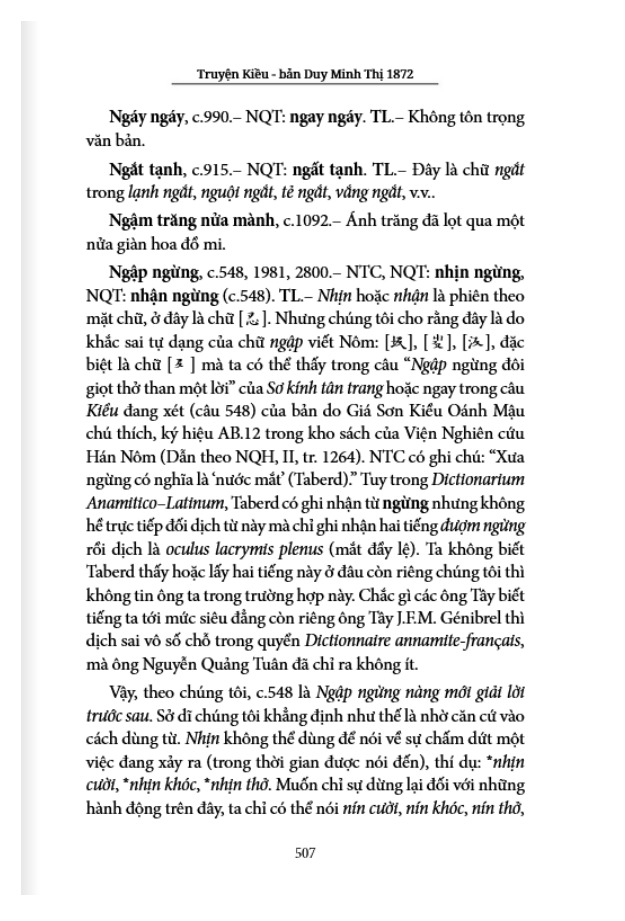 Truyện Kiều - bản Duy Minh Thị 1872
Ngáy ngáy, c.990.– NQT: ngay ngáy. TL.– Không tôn trọng
văn bản.
Ngắt tạnh, c.915.– NQT: ngất tạnh. TL.– Đây là chữ ngắt
trong lạnh ngắt, nguội ngắt, tẻ ngắt, vắng ngắt, v.v..
Ngậm trăng nửa mành, c.1092.– Ánh trăng đã lọt qua một
nửa giàn hoa đồ mi.
Ngập ngừng, c.548, 1981, 2800.– NTC, NQT: nhịn ngừng,
NQT: nhận ngừng (c.548). TL.– Nhịn hoặc nhận là phiên theo
mặt chữ, ở đây là chữ [忍]. Nhưng chúng tôi cho rằng đây là do
khắc sai tự dạng của chữ ngập viết Nôm: [], [], [], đặc
biệt là chữ [] mà ta có thể thấy trong câu “Ngập ngừng đôi
giọt thở than một lời” của Sơ kính tân trang hoặc ngay trong câu
Kiều đang xét (câu 548) của bản do Giá Sơn Kiều Oánh Mậu
chú thích, ký hiệu AB.12 trong kho sách của Viện Nghiên cứu
Hán Nôm (Dẫn theo NQH, II, tr. 1264). NTC có ghi chú: “Xưa
ngừng có nghĩa là ‘nước mắt’ (Taberd).” Tuy trong Dictionarium
Anamitico–Latinum, Taberd có ghi nhận từ ngừng nhưng không
hề trực tiếp đối dịch từ này mà chỉ ghi nhận hai tiếng đượm ngừng
rồi dịch là oculus lacrymis plenus (mắt đầy lệ). Ta không biết
Taberd thấy hoặc lấy hai tiếng này ở đâu còn riêng chúng tôi thì
không tin ông ta trong trường hợp này. Chắc gì các ông Tây biết
tiếng ta tới mức siêu đẳng còn riêng ông Tây J.F.M. Génibrel thì
dịch sai vô số chỗ trong quyển Dictionnaire annamite-français,
mà ông Nguyễn Quảng Tuân đã chỉ ra không ít.
Vậy, theo chúng tôi, c.548 là Ngập ngừng nàng mới giải lời
trước sau. Sở dĩ chúng tôi khẳng định như thế là nhờ căn cứ vào
cách dùng từ. Nhịn không thể dùng để nói về sự chấm dứt một
việc đang xảy ra (trong thời gian được nói đến), thí dụ: *nhịn
cười, *nhịn khóc, *nhịn thở. Muốn chỉ sự dừng lại đối với những
hành động trên đây, ta chỉ có thể nói nín cười, nín khóc, nín thở,
507